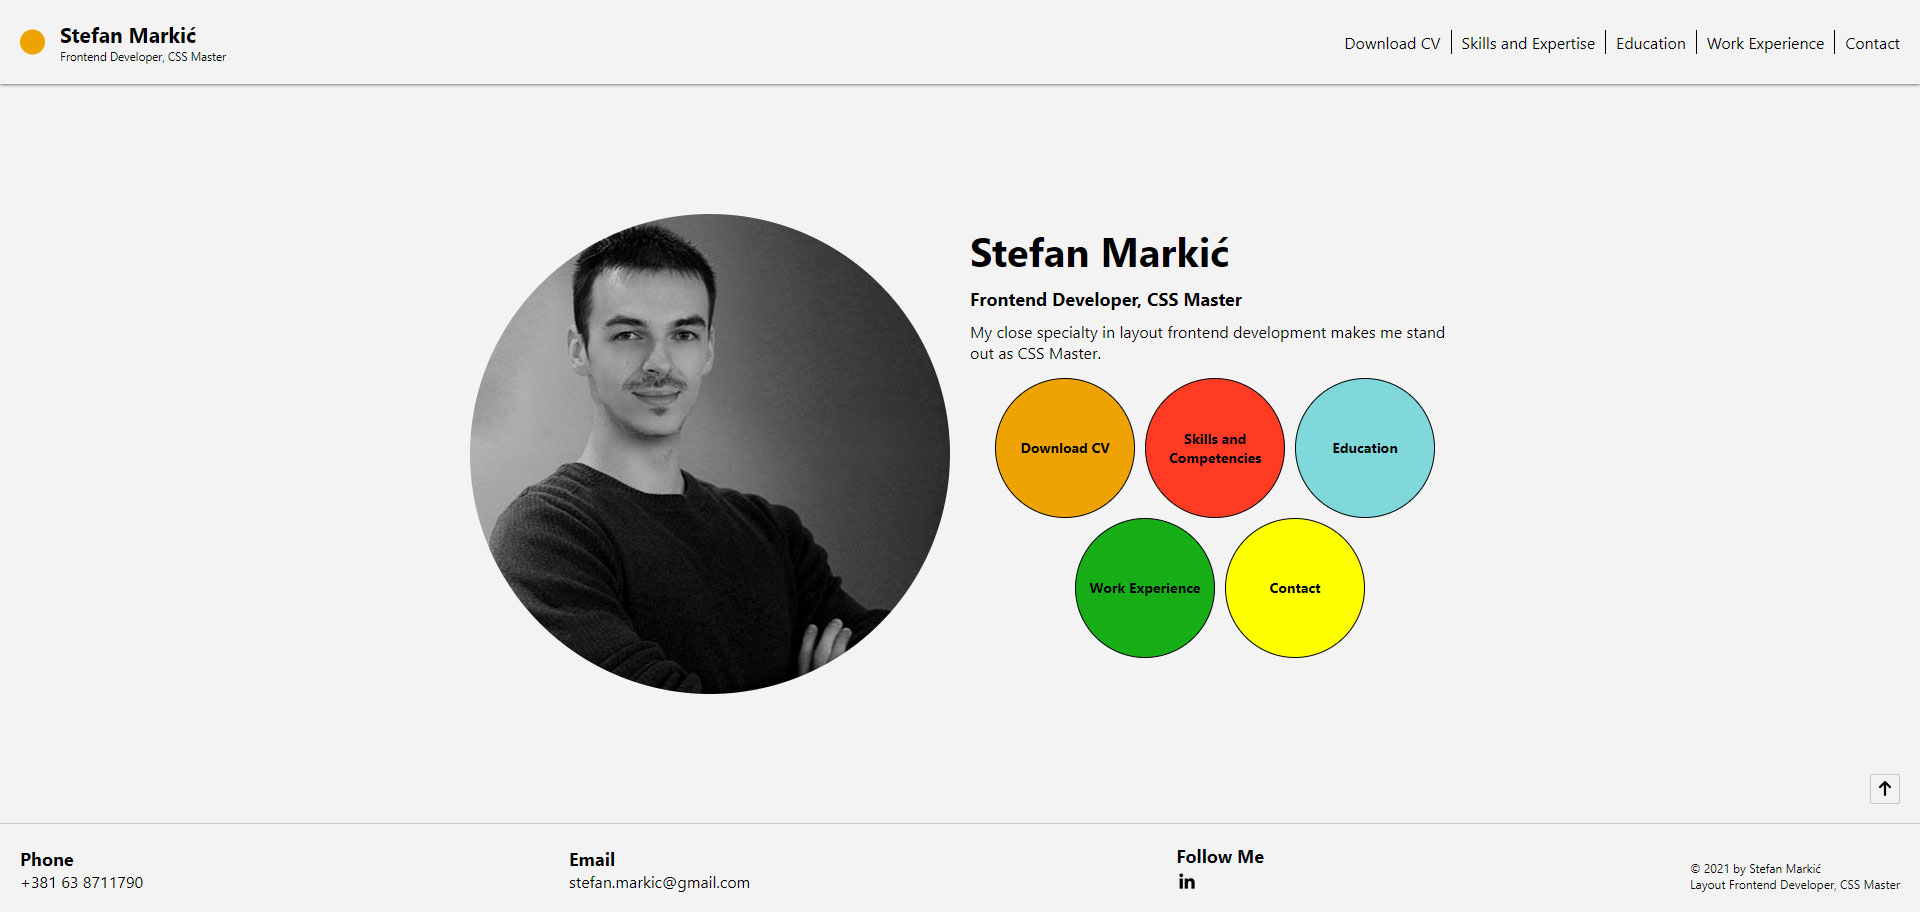 Stefan Markić
Frontend Developer, CSS Master
Download CV
Skills and Expertise
Education
Work Experience
Contact
Stefan Markić
Frontend Developer, CSS Master
My close specialty in layout frontend development makes me stand
out as CSS Master.
Download CV
Skills and
Competencies
Education
Work Experience
Contact
Phone
+381 63 8711790
Email
stefan.markic@gmail.com
Follow Me
in
© 2021 by Stefan Markić
Layout Frontend Developer, CSS Master